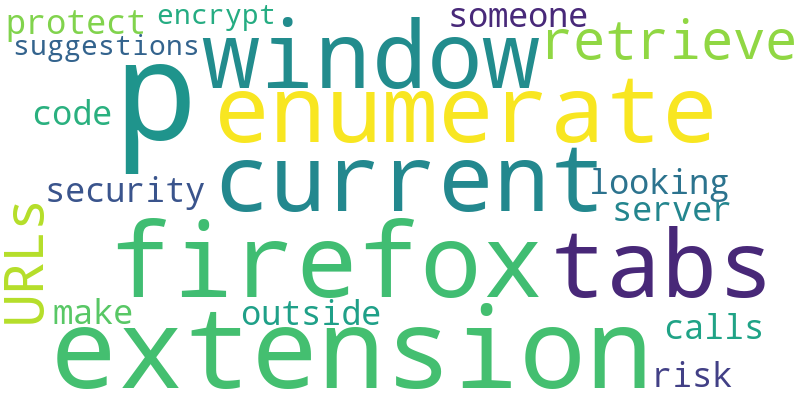 protect
encrypt
someone
suggestions
p
window
retrieve
enumerate
code
current
security
looking
server
URLs
firefox
tabs
make
outside
extension
calls
risk